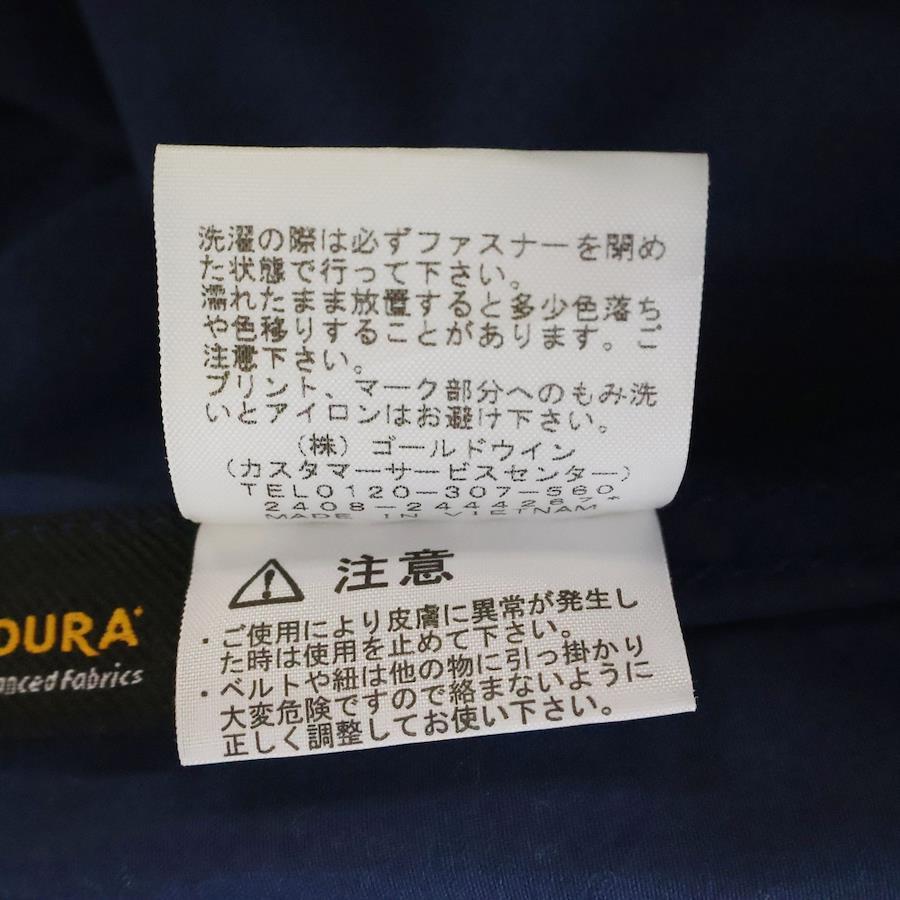 洗濯の際は必ずファスナーを閉め
た状態で行って下さい。
濡れたまま放置すると多少色落ち
や色移りすることがあります。ご
注意下さい。
プリント、マーク部分へのもみ洗
いとアイロンはお避け下さい。
(株) ゴールドウイン
(カスタマーサービスセンター)
TEL0120-307-560
2408-2444287*
MADE IN VIETNAM
注意
・ご使用により皮膚に異常が発生し
た時は使用を止めて下さい。
・ベルトや紐は他の物に引っ掛かり
大変危険ですので絡まないように
正しく調整してお使い下さい。
DURA
anced Fabrics